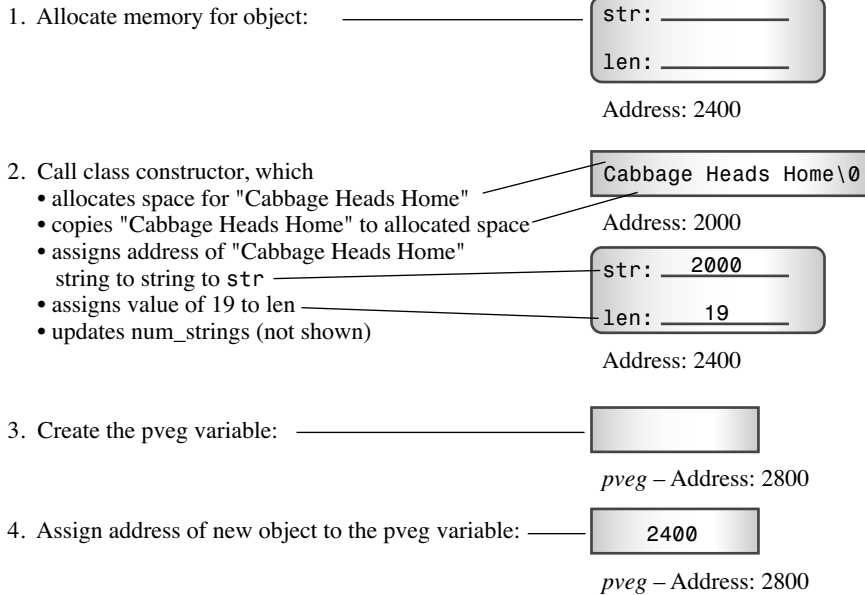 1. Allocate memory for object:
str:
len:
Address: 2400
2. Call class constructor, which
• allocates space for "Cabbage Heads Home"
• copies "Cabbage Heads Home" to allocated space
• assigns address of "Cabbage Heads Home"
string to string to str
• assigns value of 19 to len
• updates num_strings (not shown)
Cabbage Heads Home\0
Address: 2000
str: 2000
len: 19
Address: 2400
3. Create the pveg variable:
pveg – Address: 2800
4. Assign address of new object to the pveg variable:
2400
pveg – Address: 2800